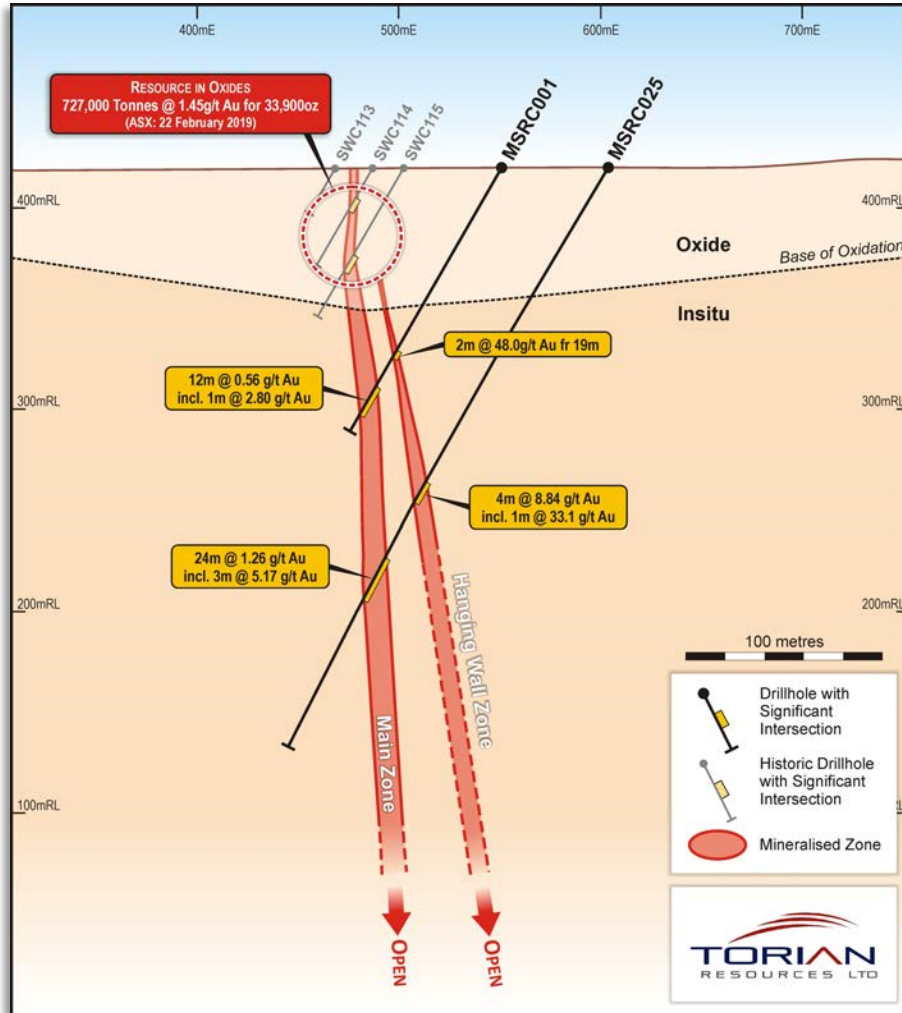 400mE
500mE
600mE
700mE
RESOURCE IN OXIDES
727,000 Tonnes @ 1.45g/t Au for 33,900oz
(ASX: 22 February 2019)
SWC113
SWC114
SWC115
MSRC001
MSRC025
400mRL
400mRL
Oxide
Base of Oxidation
Insitu
2m @ 48.0g/t Au fr 19m
12m @ 0.56 g/t Au
incl. 1m @ 2.80 g/t Au
300mRL
300mRL
4m @ 8.84 g/t Au
incl. 1m @ 33.1 g/t Au
24m @ 1.26 g/t Au
incl. 3m @ 5.17 g/t Au
200mRL
200mRL
Hanging Wall Zone
Main Zone
100 metres
Drillhole with
Significant
Intersection
Historic Drillhole
with Significant
Intersection
100mRL
RL
Mineralised Zone
OPEN
OPEN
TORIAN
RESOURCES LTD